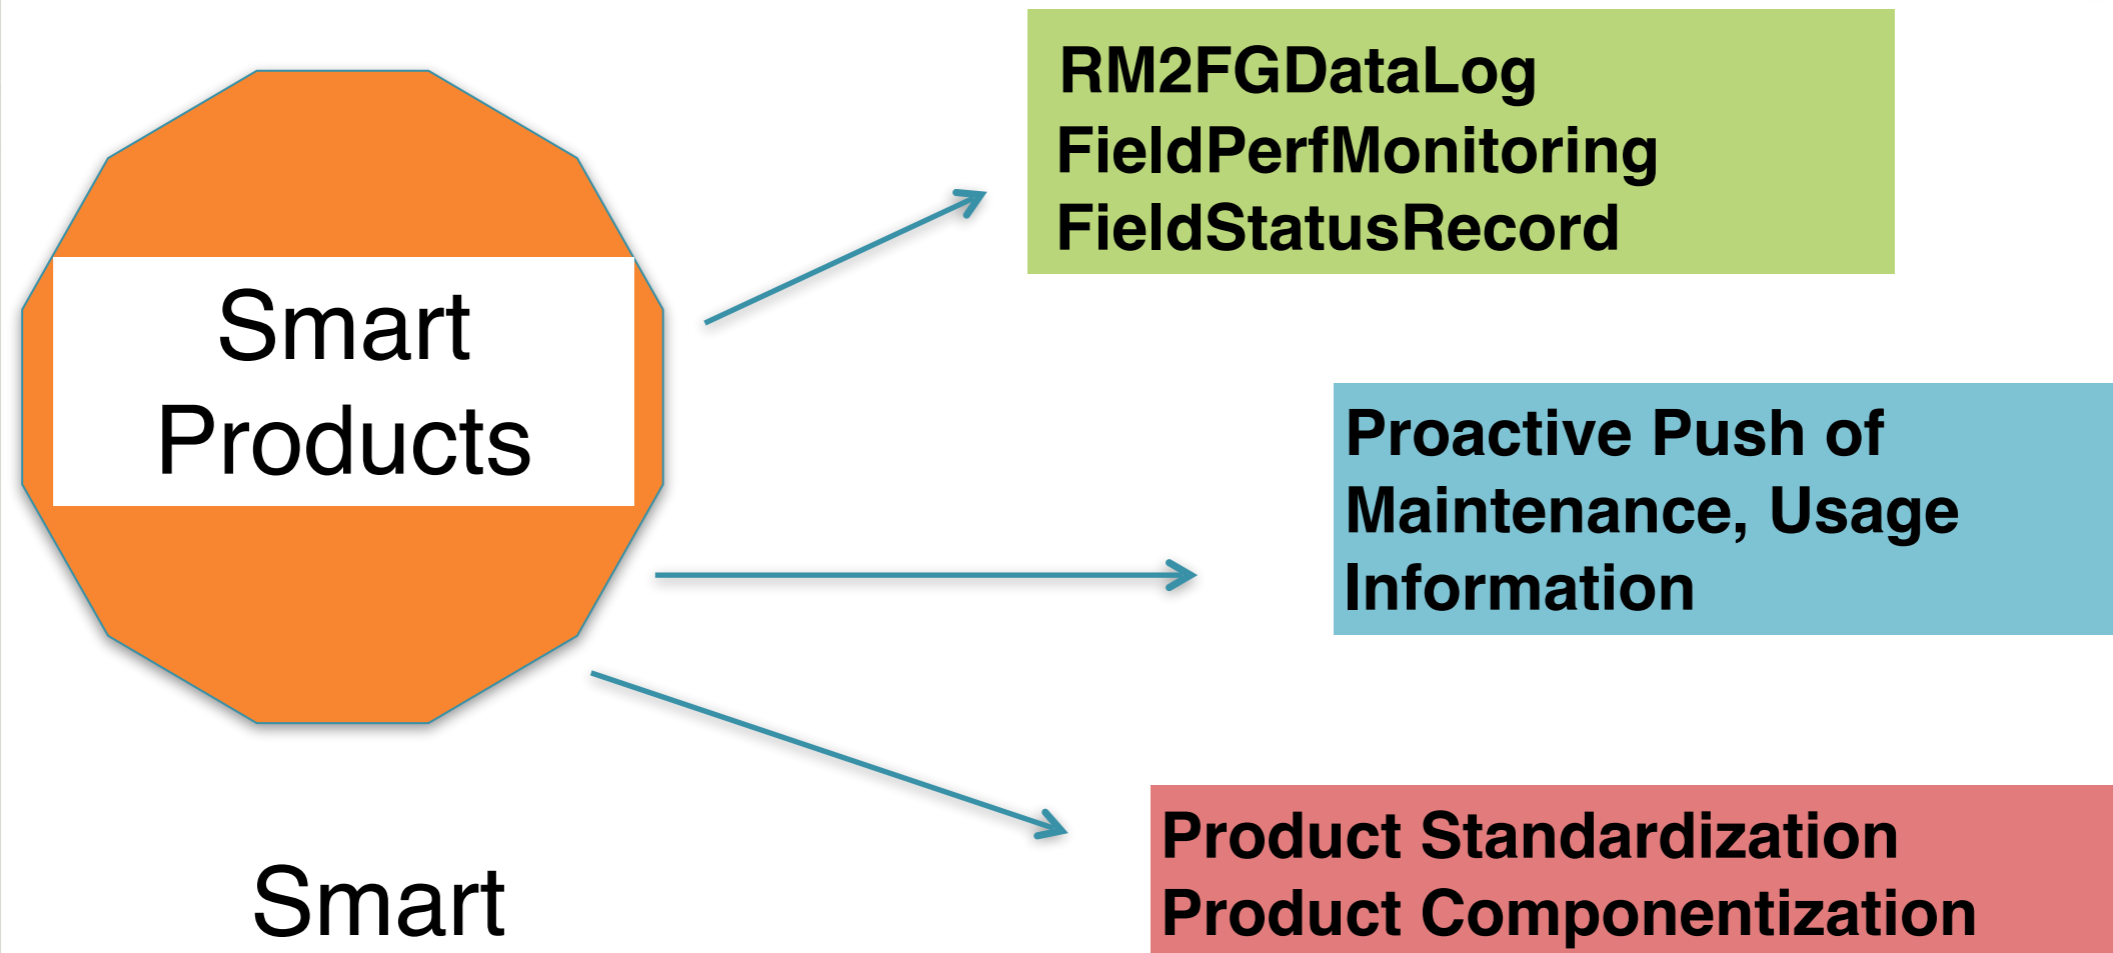 Smart
Products
RM2FGDataLog
FieldPerfMonitoring
FieldStatusRecord
Proactive Push of
Maintenance, Usage
Information
Product Standardization
Product Componentization
Smart